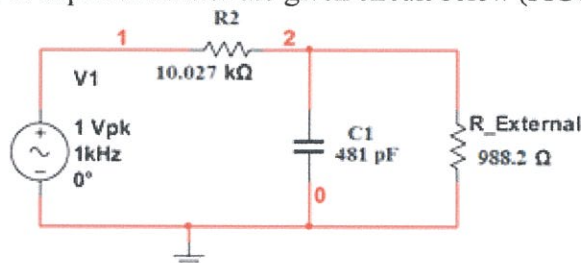 R2
1
2
10.027 kΩ
V1
1 Vpk
1kHz
0°
C1
481 pF
R_External
988.2 Ω
0